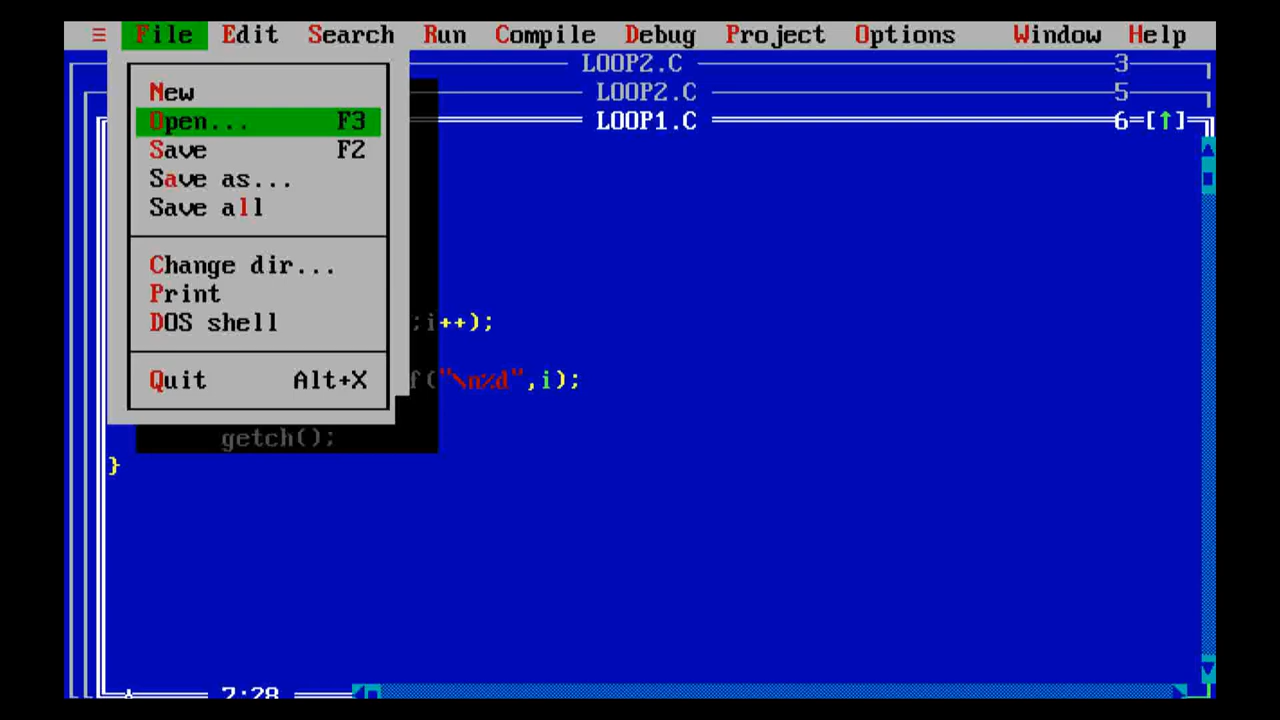 ≡ File Edit Search Run Compile Debug Project Options Window Help
LOOP2.C 3
LOOP2.C 5
LOOP1.C 6=[↑]
New
Open... F3
Save F2
Save as...
Save all
Change dir...
Print
DOS shell
Quit Alt+X
;i++);
f("\n%d",i);
getch();
}
7:28